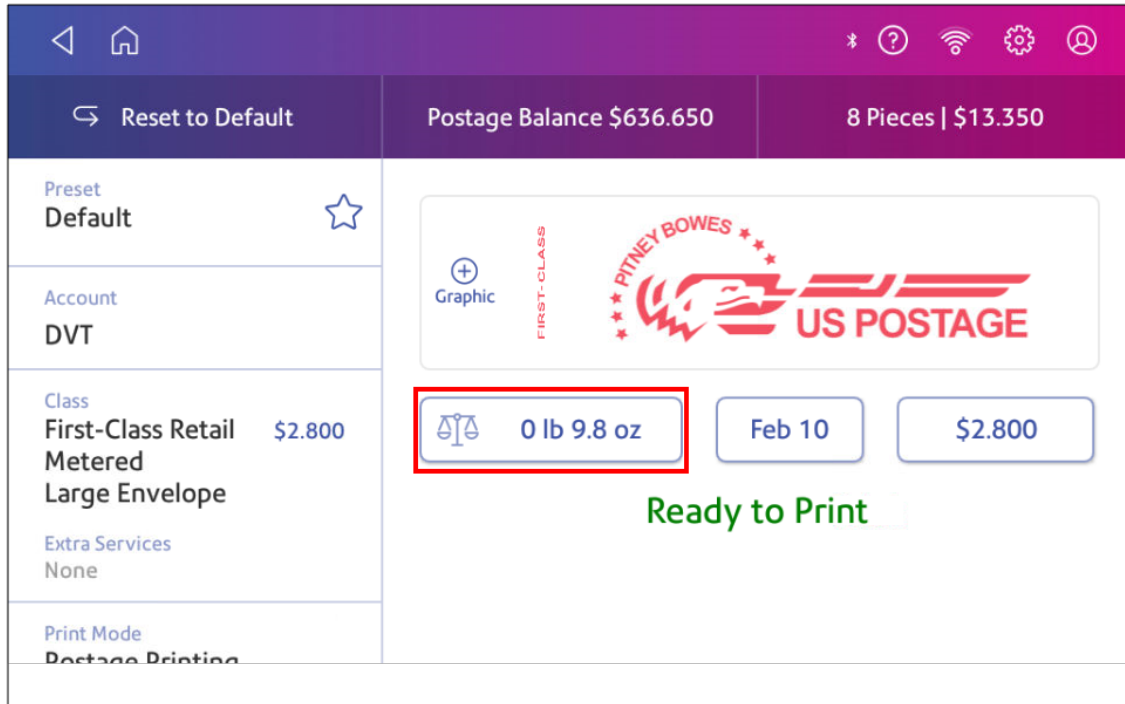 Reset to Default
Postage Balance $636.650
8 Pieces | $13.350
Preset
Default
Account
DVT
Class
First-Class Retail $2.800
Metered
Large Envelope
Extra Services
None
Print Mode
Postage Printing
Graphic
FIRST-CLASS
PITNEY BOWES
US POSTAGE
0 lb 9.8 oz
Feb 10
$2.800
Ready to Print